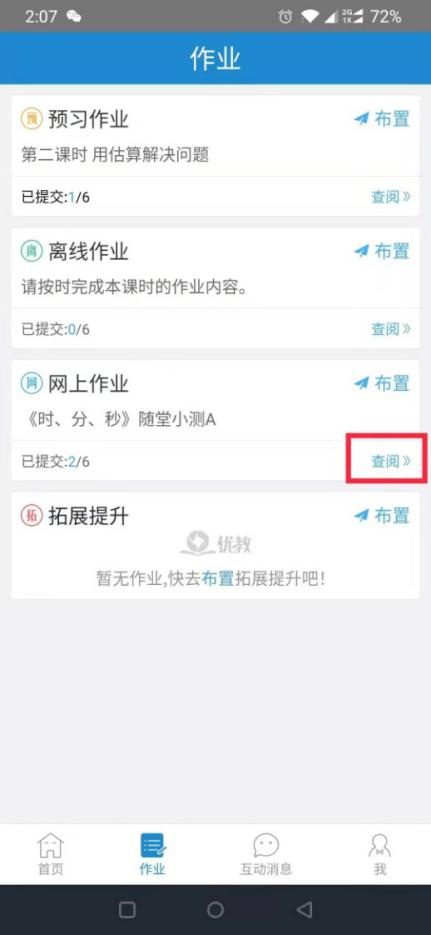 2:07 2G 1X 72%
作业
预 预习作业 布置
第二课时 用估算解决问题
已提交:1/6 查阅》
离 离线作业 布置
请按时完成本课时的作业内容。
已提交:0/6 查阅》
网 网上作业 布置
《时、分、秒》随堂小测A
已提交:2/6 查阅》
拓 拓展提升 布置
优教
暂无作业,快去布置拓展提升吧!
首页 作业 互动消息 我